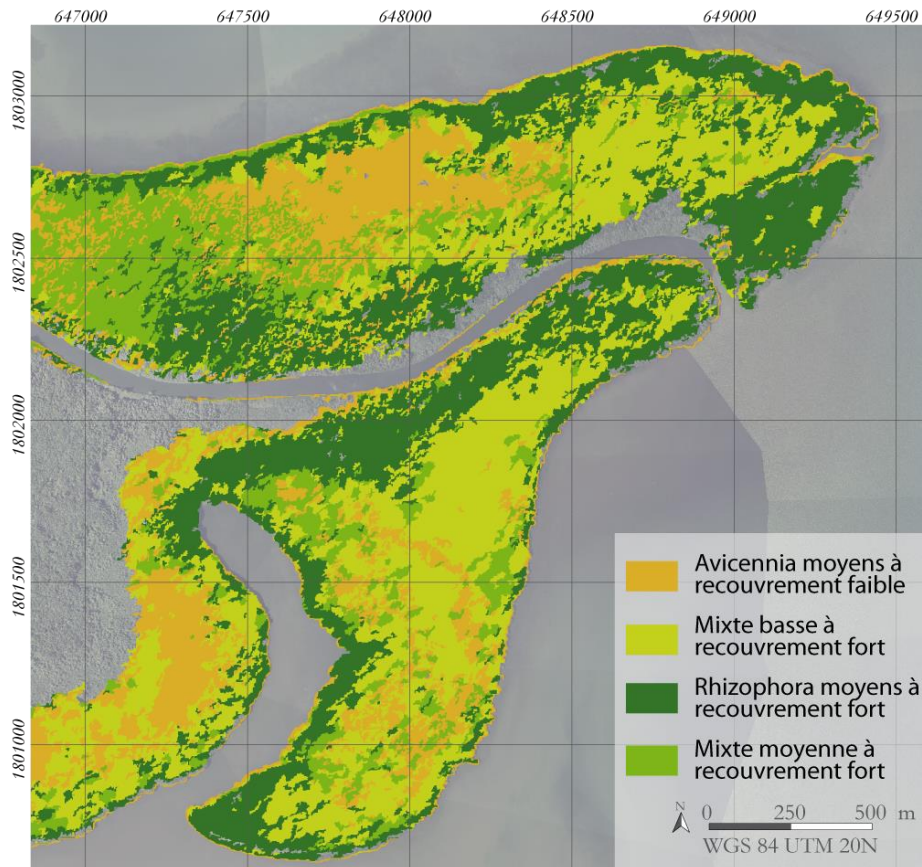 647000 647500 648000 648500 649000 649500
1803000
1802500
1802000
1801500
1801000
Avicennia moyens à
recouvrement faible
Mixte basse à
recouvrement fort
Rhizophora moyens à
recouvrement fort
Mixte moyenne à
recouvrement fort
N 0 250 500 m
WGS 84 UTM 20N